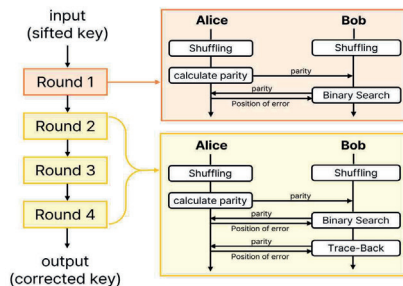 input
(sifted key)
Round 1
Round 2
Round 3
Round 4
output
(corrected key)
Alice
Bob
Shuffling
Shuffling
calculate parity
parity
parity
Binary Search
Position of error
Alice
Bob
Shuffling
Shuffling
calculate parity
parity
parity
Binary Search
Position of error
parity
Trace-Back
Position of error